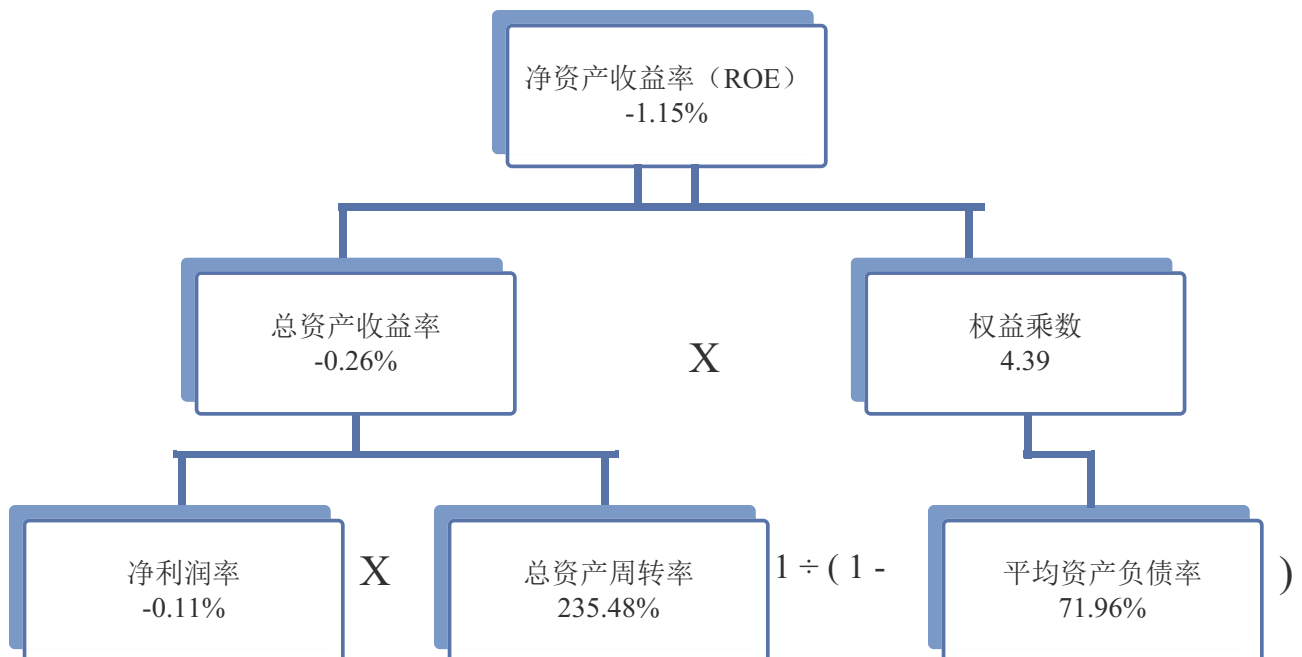 净资产收益率（ROE）
-1.15%
总资产收益率
-0.26%
X
权益乘数
4.39
净利润率
-0.11%
X
总资产周转率
235.48%
1 ÷ ( 1 -
平均资产负债率
71.96%
)